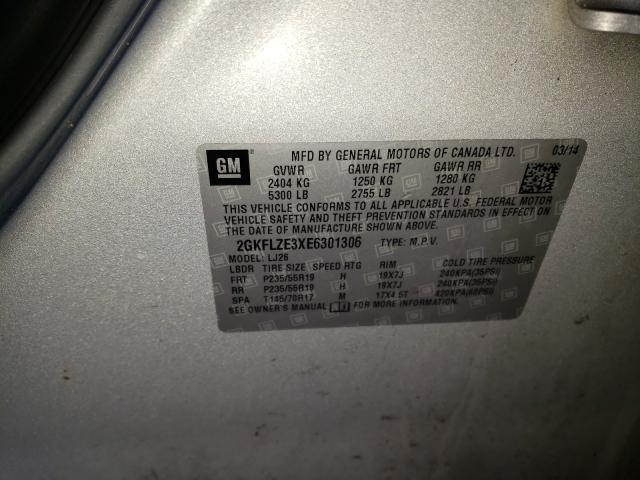 GM
MFD BY GENERAL MOTORS OF CANADA LTD. 03/14
GVWR GAWR FRT GAWR RR
2404 KG 1250 KG 1280 KG
5300 LB 2755 LB 2821 LB
THIS VEHICLE CONFORMS TO ALL APPLICABLE U.S. FEDERAL MOTOR
VEHICLE SAFETY AND THEFT PREVENTION STANDARDS IN EFFECT ON
THE DATE OF MANUFACTURE SHOWN ABOVE.
2GKFLZE3XE6301306 TYPE: M.P.V.
MODEL: LJ26
LBDR TIRE SIZE SPEED RTG RIM COLD TIRE PRESSURE
FRT P235/55R19 H 19X7J 240KPA(35PSI)
RR P235/55R19 H 19X7J 240KPA(35PSI)
SPA T145/70R17 M 17X4.5T 420KPA(60PSI)
SEE OWNER'S MANUAL FOR MORE INFORMATION.